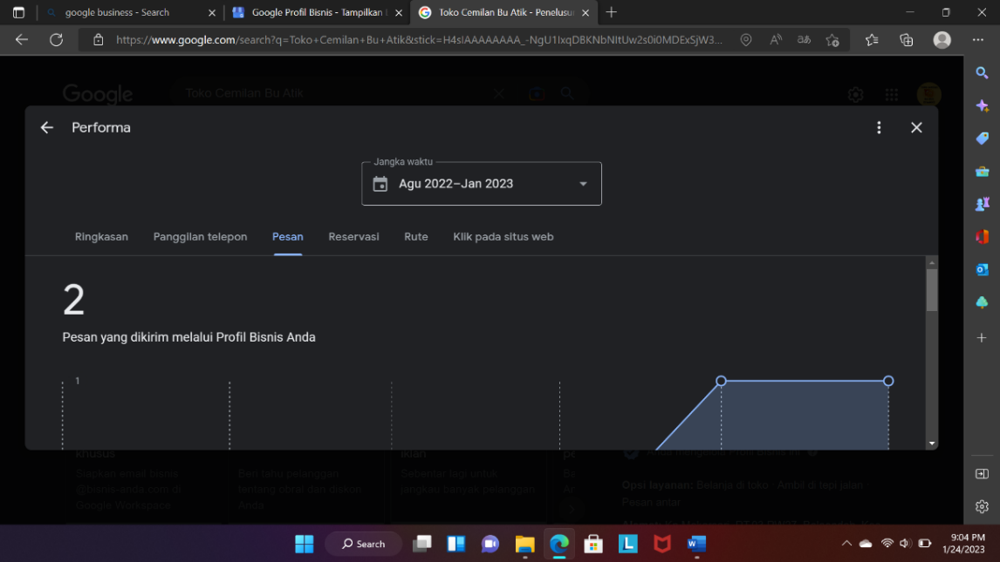 google business - Search
Google Profil Bisnis - Tampilkan
Toko Cemilan Bu Atik - Penelusu
https://www.google.com/search?q=Toko+Cemilan+Bu+Atik&stick=H4sIAAAAAAAA_-NgU1IxqDBKNbNItUw2s0i0MDExSjW3...
Google
Toko Cemilan Bu Atik
Performa
Jangka waktu
Agu 2022–Jan 2023
Ringkasan
Panggilan telepon
Pesan
Reservasi
Rute
Klik pada situs web
2
Pesan yang dikirim melalui Profil Bisnis Anda
1
khusus
Siapkan email bisnis
@bisnis-anda.com di
Google Workspace
Beri tahu pelanggan
tentang obral dan diskon
Anda
iklan
Sebentar lagi untuk
jangkau banyak pelanggan
Opsi layanan: Belanja di toko · Ambil di tepi jalan
Pesan antar
Search
9:04 PM
1/24/2023